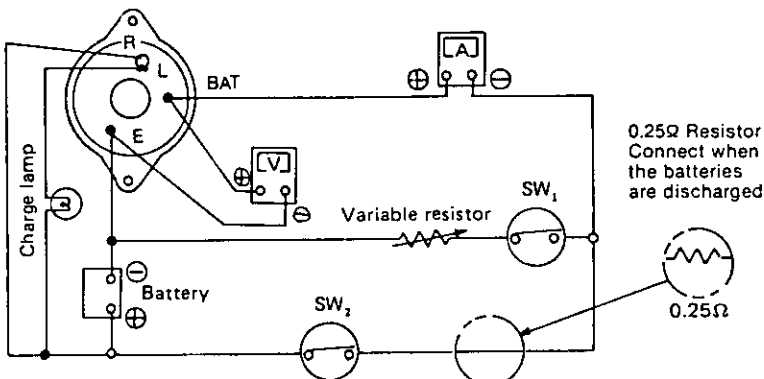 R
L
BAT
E
A
⊕
⊖
V
⊕
⊖
Charge lamp
Variable resistor
SW₁
0.25Ω Resistor
Connect when
the batteries
are discharged
0.25Ω
⊖
Battery
⊕
SW₂